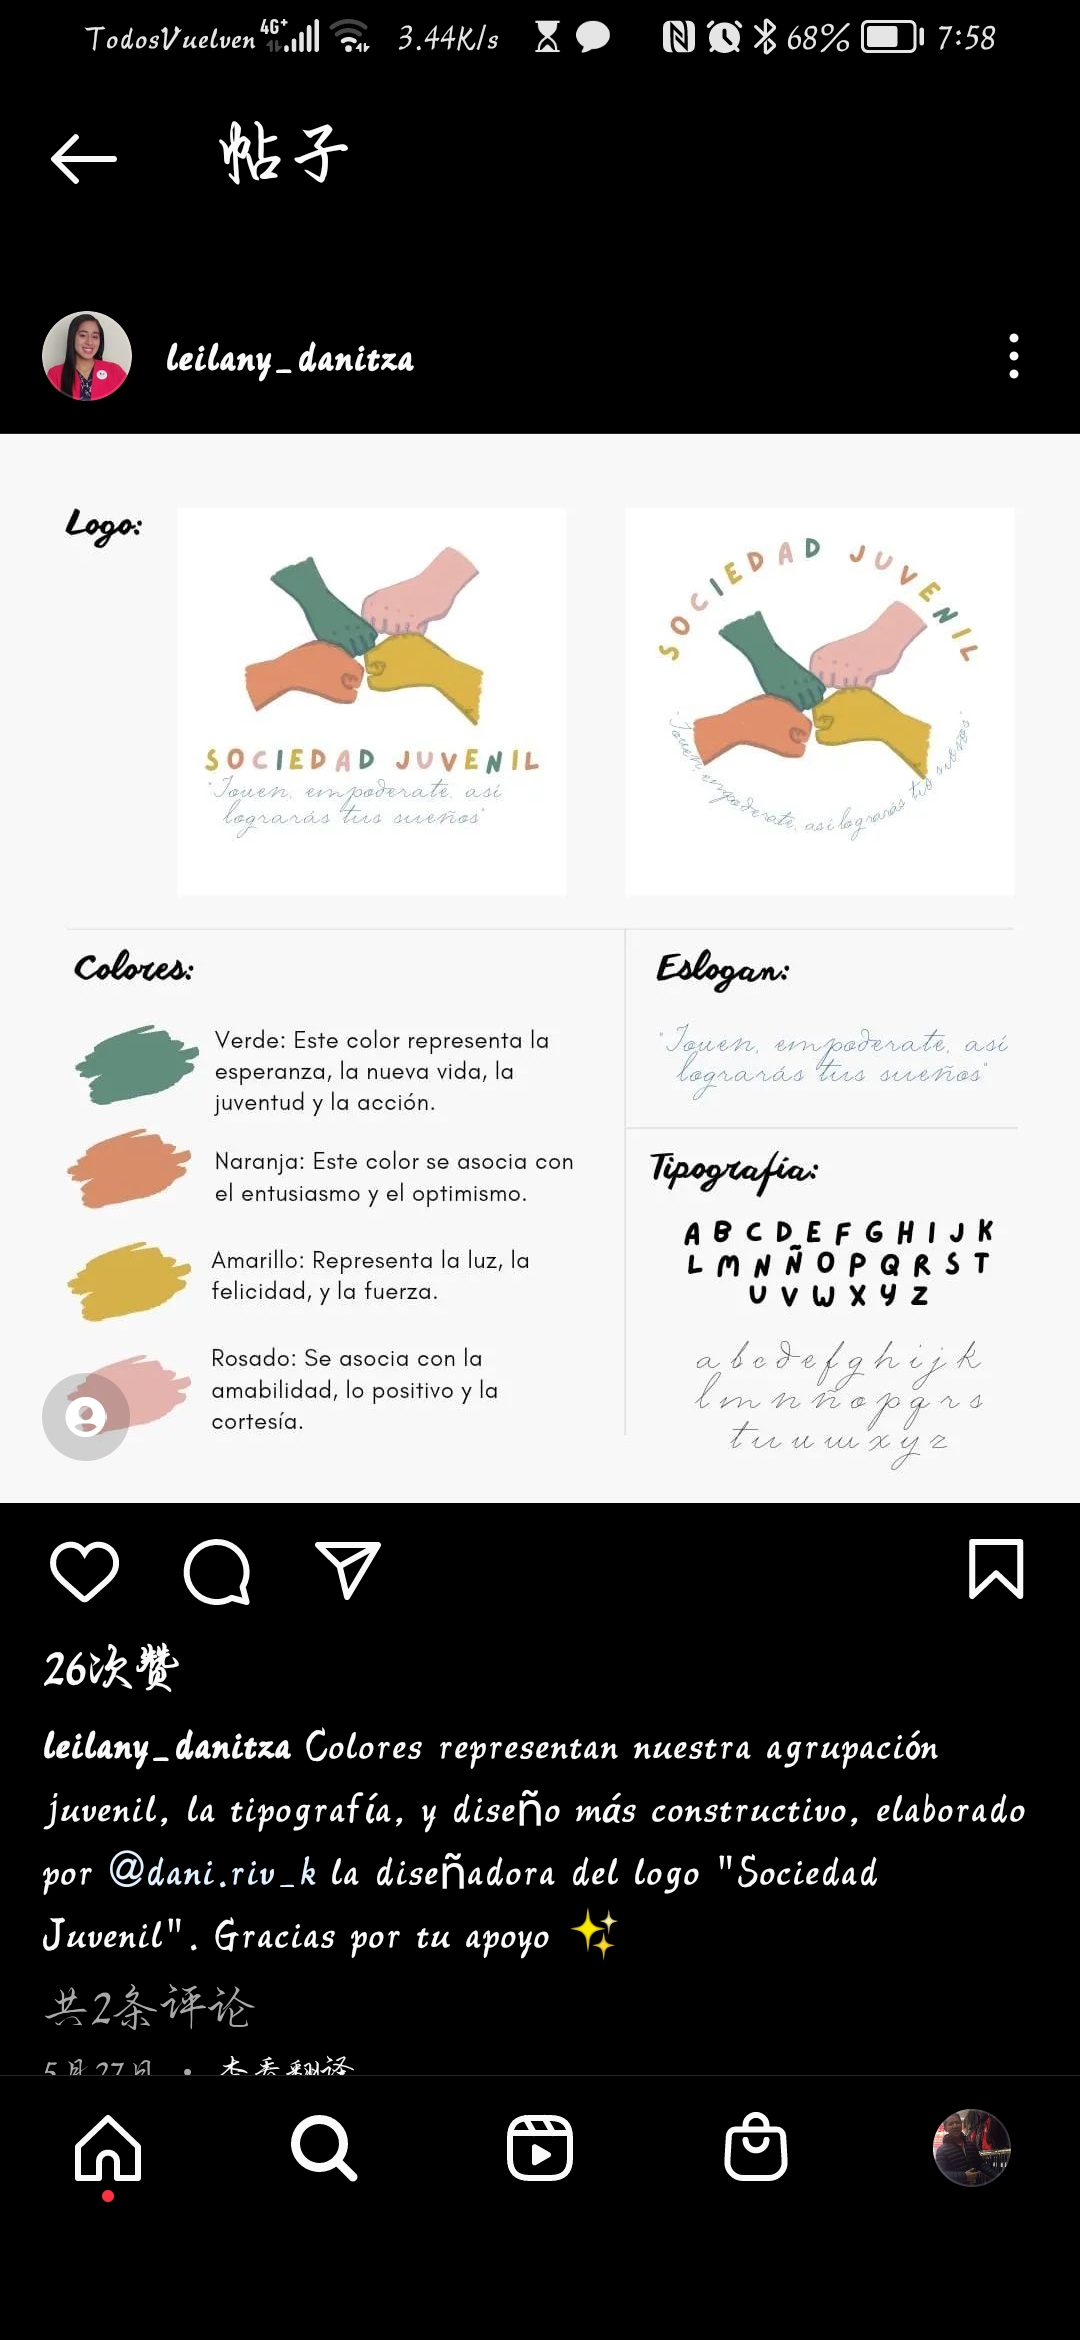 TodosVuelven 4G+ 3.44K/s 68% 7:58
帖子
leilany_danitza
Logo:
SOCIEDAD JUVENIL
"Joven, empoderate, así
lograrás tus sueños"
SOCIEDAD JUVENIL
"Joven, empoderate, así lograrás tus sueños"
Colores:
Verde: Este color representa la
esperanza, la nueva vida, la
juventud y la acción.
Naranja: Este color se asocia con
el entusiasmo y el optimismo.
Amarillo: Representa la luz, la
felicidad, y la fuerza.
Rosado: Se asocia con la
amabilidad, lo positivo y la
cortesía.
Eslogan:
"Joven, empoderate, así
lograrás tus sueños"
Tipografía:
A B C D E F G H I J K
L M N Ñ O P Q R S T
U V W X Y Z
a b c d e f g h i j k
l m n ñ o p q r s
t u v w x y z
26次赞
leilany_danitza Colores representan nuestra agrupación
juvenil, la tipografía, y diseño más constructivo, elaborado
por @dani.riv_k la diseñadora del logo "Sociedad
Juvenil". Gracias por tu apoyo ✨
共2条评论
5月27日 · 查看翻译